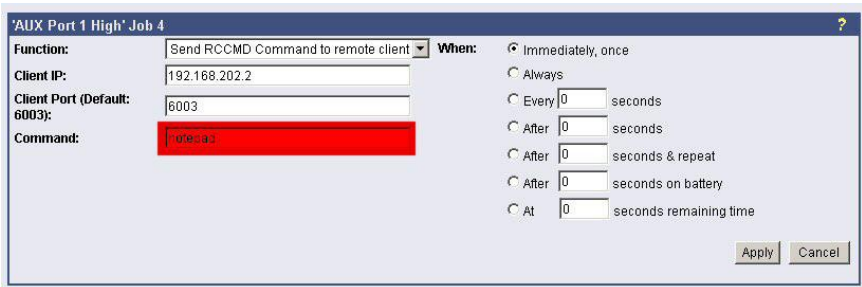 'AUX Port 1 High' Job 4 ?
Function: Send RCCMD Command to remote client When: Immediately, once
Client IP: 192.168.202.2 Always
Client Port (Default: 6003): 6003 Every 0 seconds
Command: notepad After 0 seconds
After 0 seconds & repeat
After 0 seconds on battery
At 0 seconds remaining time
Apply Cancel